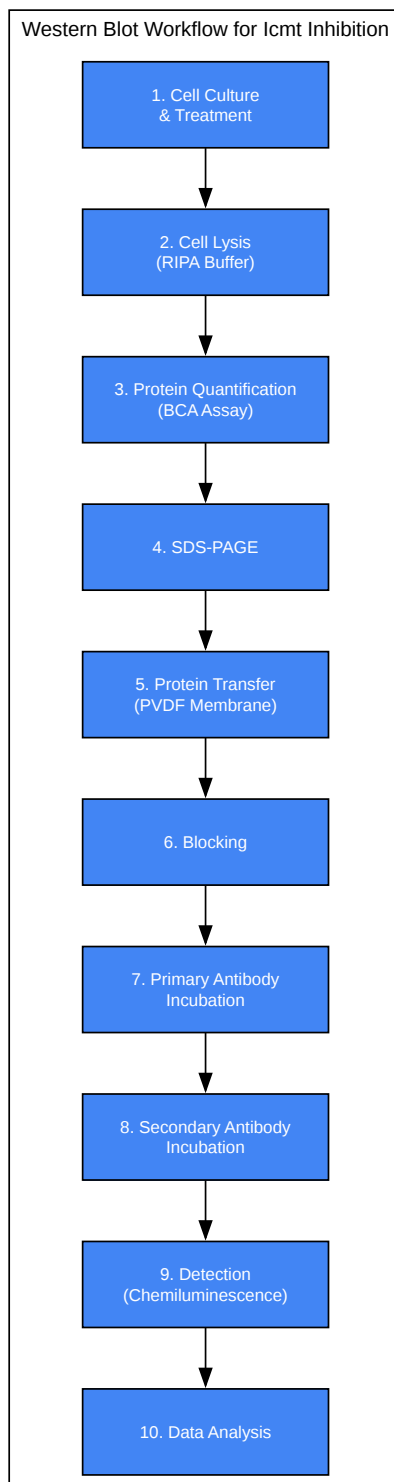 Western Blot Workflow for Icmt Inhibition
1. Cell Culture
& Treatment
2. Cell Lysis
(RIPA Buffer)
3. Protein Quantification
(BCA Assay)
4. SDS-PAGE
5. Protein Transfer
(PVDF Membrane)
6. Blocking
7. Primary Antibody
Incubation
8. Secondary Antibody
Incubation
9. Detection
(Chemiluminescence)
10. Data Analysis